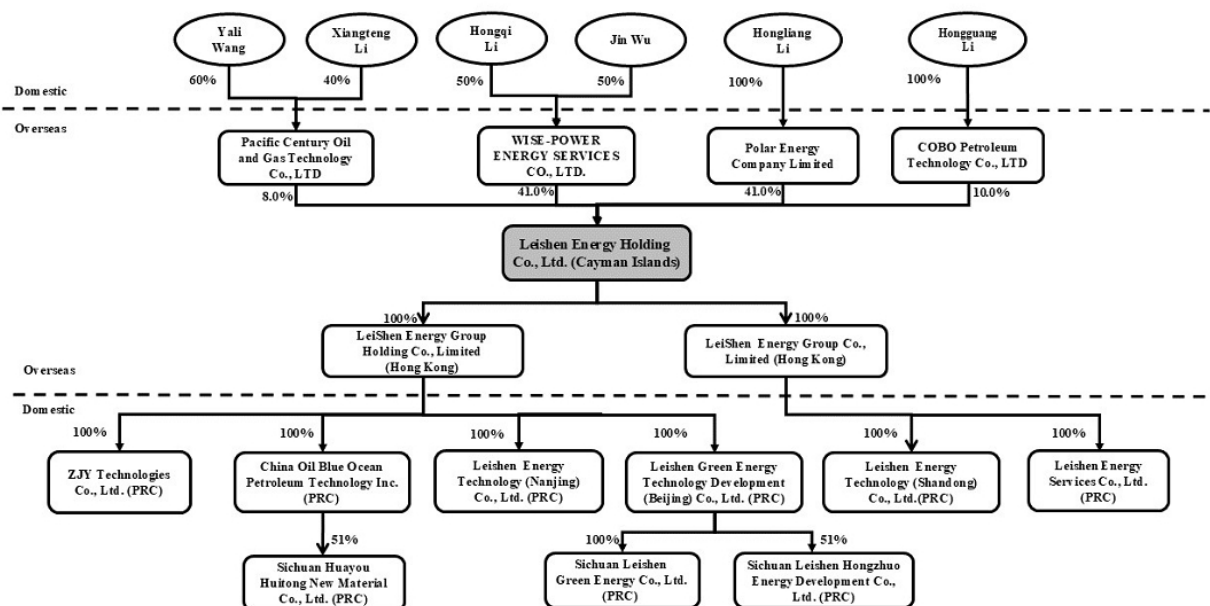 Yali
Wang
Xiangteng
Li
Hongqi
Li
Jin Wu
Hongliang
Li
Hongguang
Li
60%
40%
50%
50%
100%
100%
Domestic
Overseas
Pacific Century Oil
and Gas Technology
Co., LTD
WISE-POWER
ENERGY SERVICES
CO., LTD.
Polar Energy
Company Limited
COBO Petroleum
Technology Co., LTD
8.0%
41.0%
41.0%
10.0%
Leishen Energy Holding
Co., Ltd. (Cayman Islands)
100%
100%
LeiShen Energy Group
Holding Co., Limited
(Hong Kong)
LeiShen Energy Group Co.,
Limited (Hong Kong)
Overseas
Domestic
100%
100%
100%
100%
100%
100%
ZJY Technologies
Co., Ltd. (PRC)
China Oil Blue Ocean
Petroleum Technology Inc.
(PRC)
Leishen Energy
Technology (Nanjing)
Co., Ltd. (PRC)
Leishen Green Energy
Technology Development
(Beijing) Co., Ltd. (PRC)
Leishen Energy
Technology (Shandong)
Co., Ltd.(PRC)
Leishen Energy
Services Co., Ltd.
(PRC)
51%
100%
51%
Sichuan Huayou
Huitong New Material
Co., Ltd. (PRC)
Sichuan Leishen
Green Energy Co., Ltd.
(PRC)
Sichuan Leishen Hongzhuo
Energy Development Co.,
Ltd. (PRC)